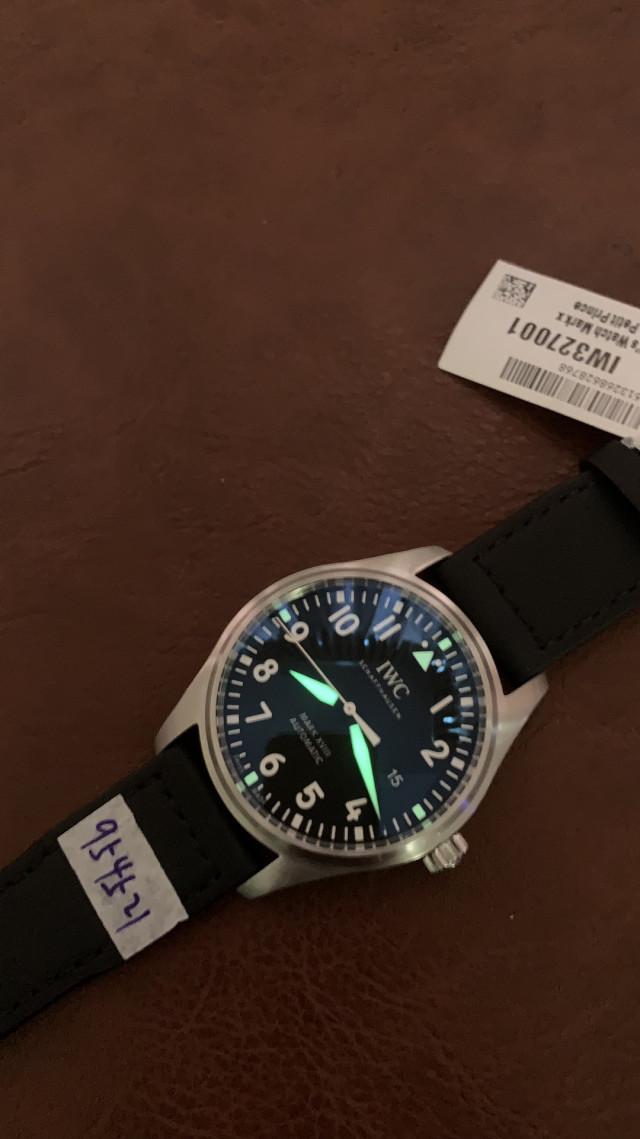 's Watch Mark x
Petit Prince
IW327001
IWC
SCHAFFHAUSEN
11
10
9
8
7
6
5
4
2
1
15
MARK XVIII
AUTOMATIC